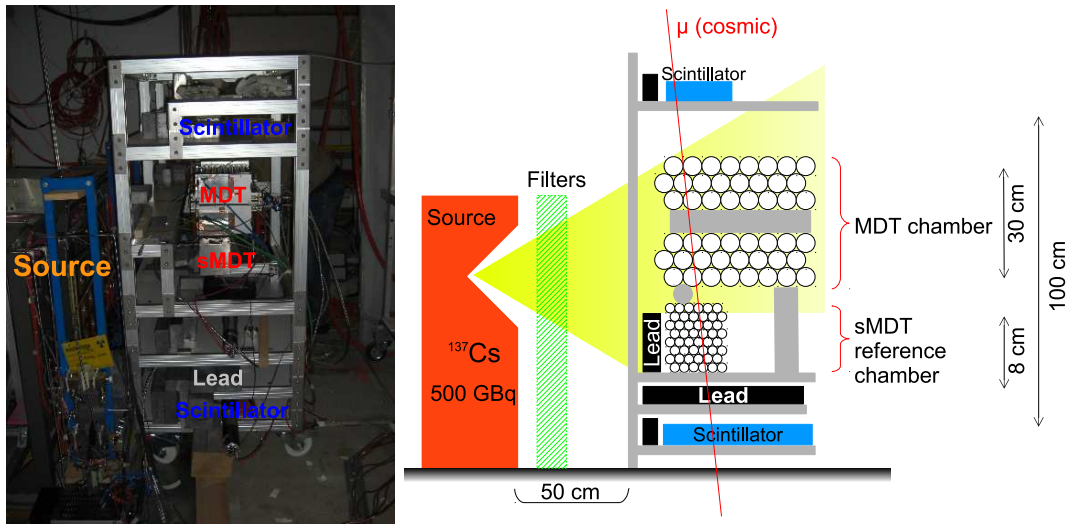 Scintillator
MDT
sMDT
Source
Lead
Scintillator
μ (cosmic)
Scintillator
Filters
Source
137Cs
500 GBq
Lead
Lead
Scintillator
50 cm
MDT chamber
sMDT
reference
chamber
30 cm
8 cm
100 cm